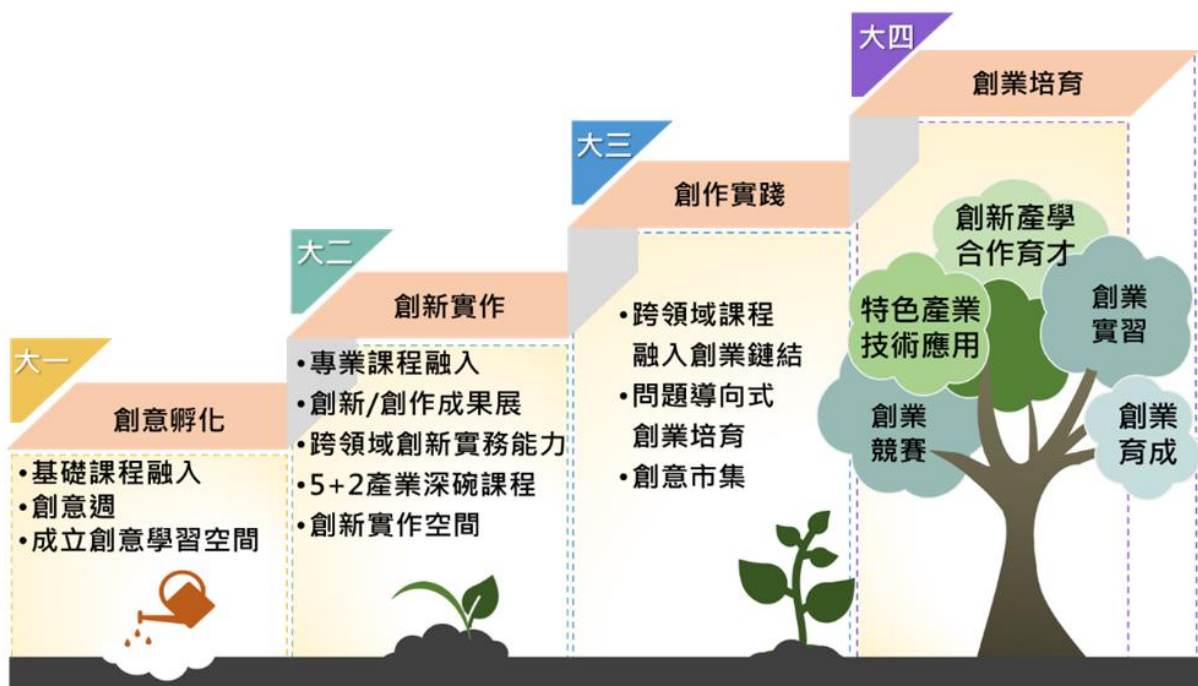 大一
創意孵化
•基礎課程融入
•創意週
•成立創意學習空間
大二
創新實作
•專業課程融入
•創新/創作成果展
•跨領域創新實務能力
•5+2產業深碗課程
•創新實作空間
大三
創作實踐
•跨領域課程
融入創業鏈結
•問題導向式
創業培育
•創意市集
大四
創業培育
創新產學
合作育才
特色產業
技術應用
創業
實習
創業
競賽
創業
育成